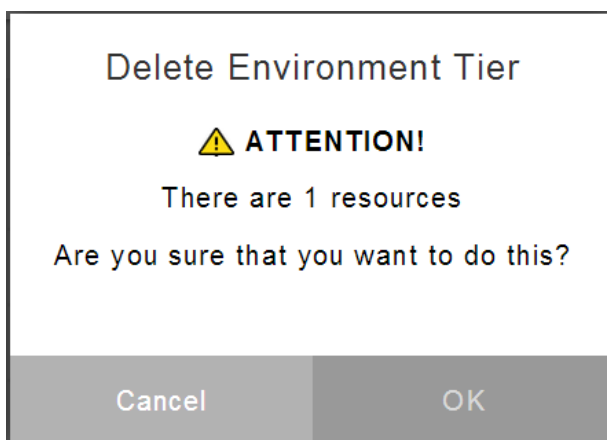 Delete Environment Tier
ATTENTION!
There are 1 resources
Are you sure that you want to do this?
Cancel OK